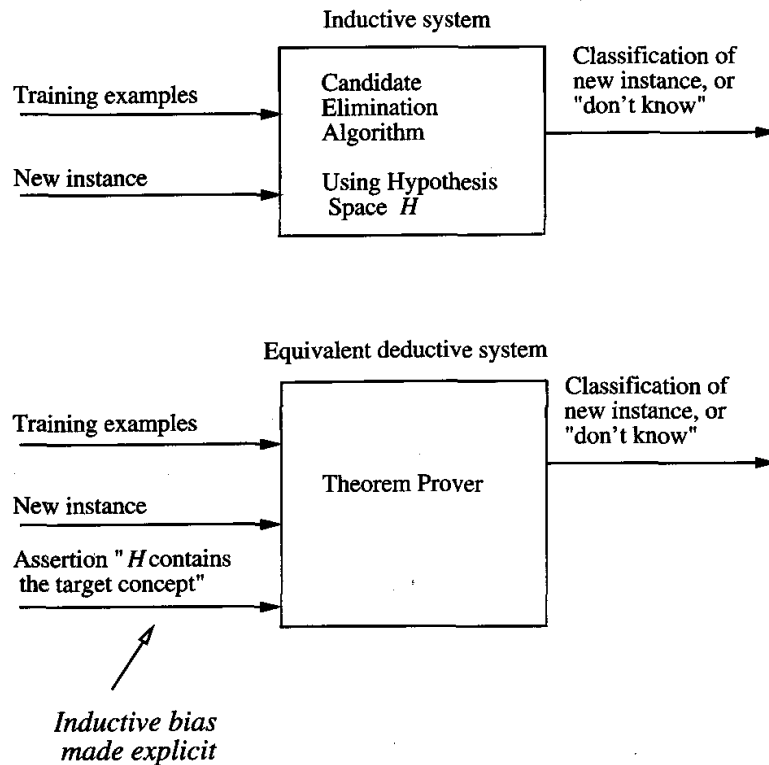 Inductive system
Training examples
New instance
Candidate
Elimination
Algorithm
Using Hypothesis
Space H
Classification of
new instance, or
"don't know"
Equivalent deductive system
Training examples
New instance
Assertion "H contains
the target concept"
Theorem Prover
Classification of
new instance, or
"don't know"
Inductive bias
made explicit